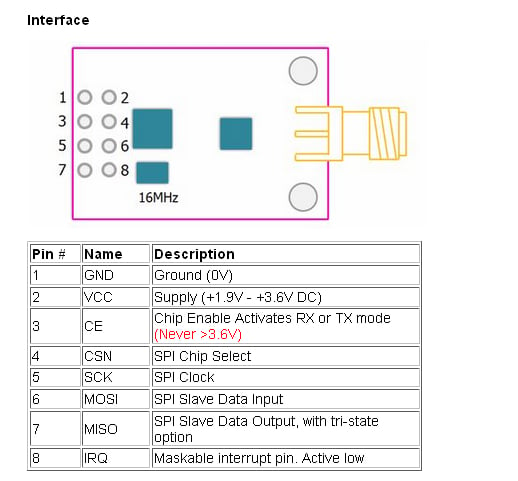 Interface
1 2
3 4
5 6
7 8
16MHz
Pin # Name Description
1 GND Ground (0V)
2 VCC Supply (+1.9V - +3.6V DC)
3 CE Chip Enable Activates RX or TX mode
(Never >3.6V)
4 CSN SPI Chip Select
5 SCK SPI Clock
6 MOSI SPI Slave Data Input
7 MISO SPI Slave Data Output, with tri-state
option
8 IRQ Maskable interrupt pin. Active low